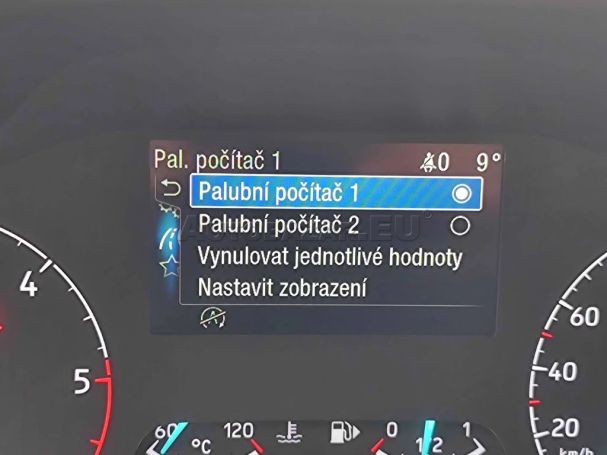 Pal. počítač 1 0 9°
Palubní počítač 1
Palubní počítač 2
Vynulovat jednotlivé hodnoty
Nastavit zobrazení
4
5
60
40
20
km/h
60 120 0 1/2 1
°C